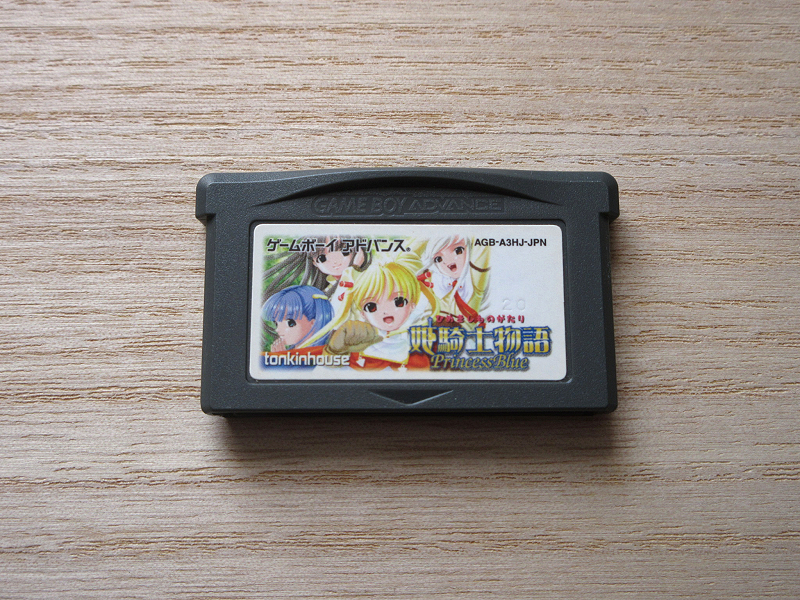 GAME BOY ADVANCE
ゲームボーイ アドバンス®
AGB-A3HJ-JPN
20
ひめきしものがたり
姫騎士物語
Princess Blue
tonkinhouse